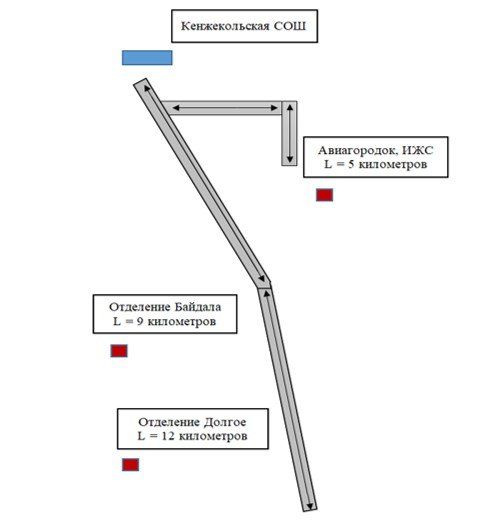 Кенжекольская СОШ
Авиагородок, ИЖС
L = 5 километров
Отделение Байдала
L = 9 километров
Отделение Долгое
L = 12 километров